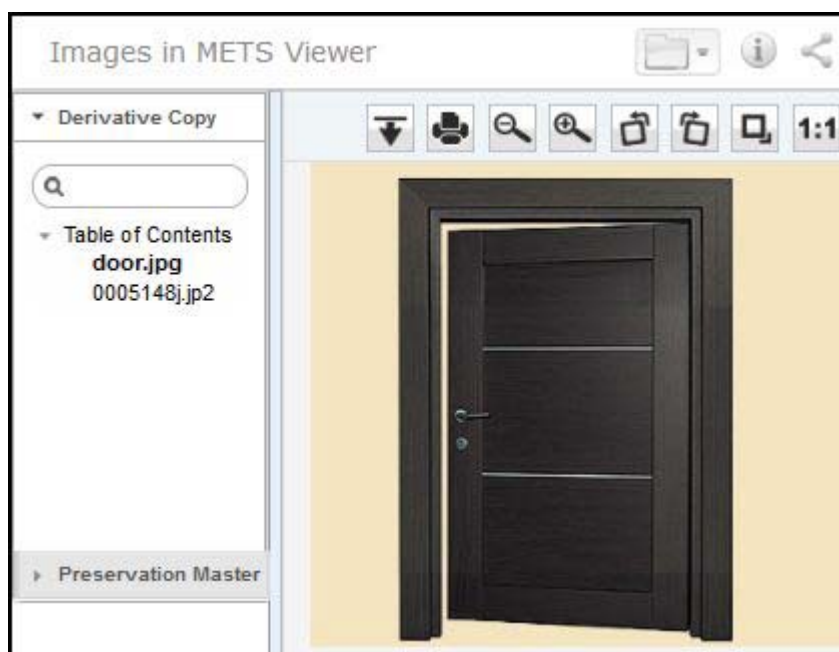 Images in METS Viewer
Derivative Copy
1:1
Table of Contents
door.jpg
0005148j.jp2
Preservation Master